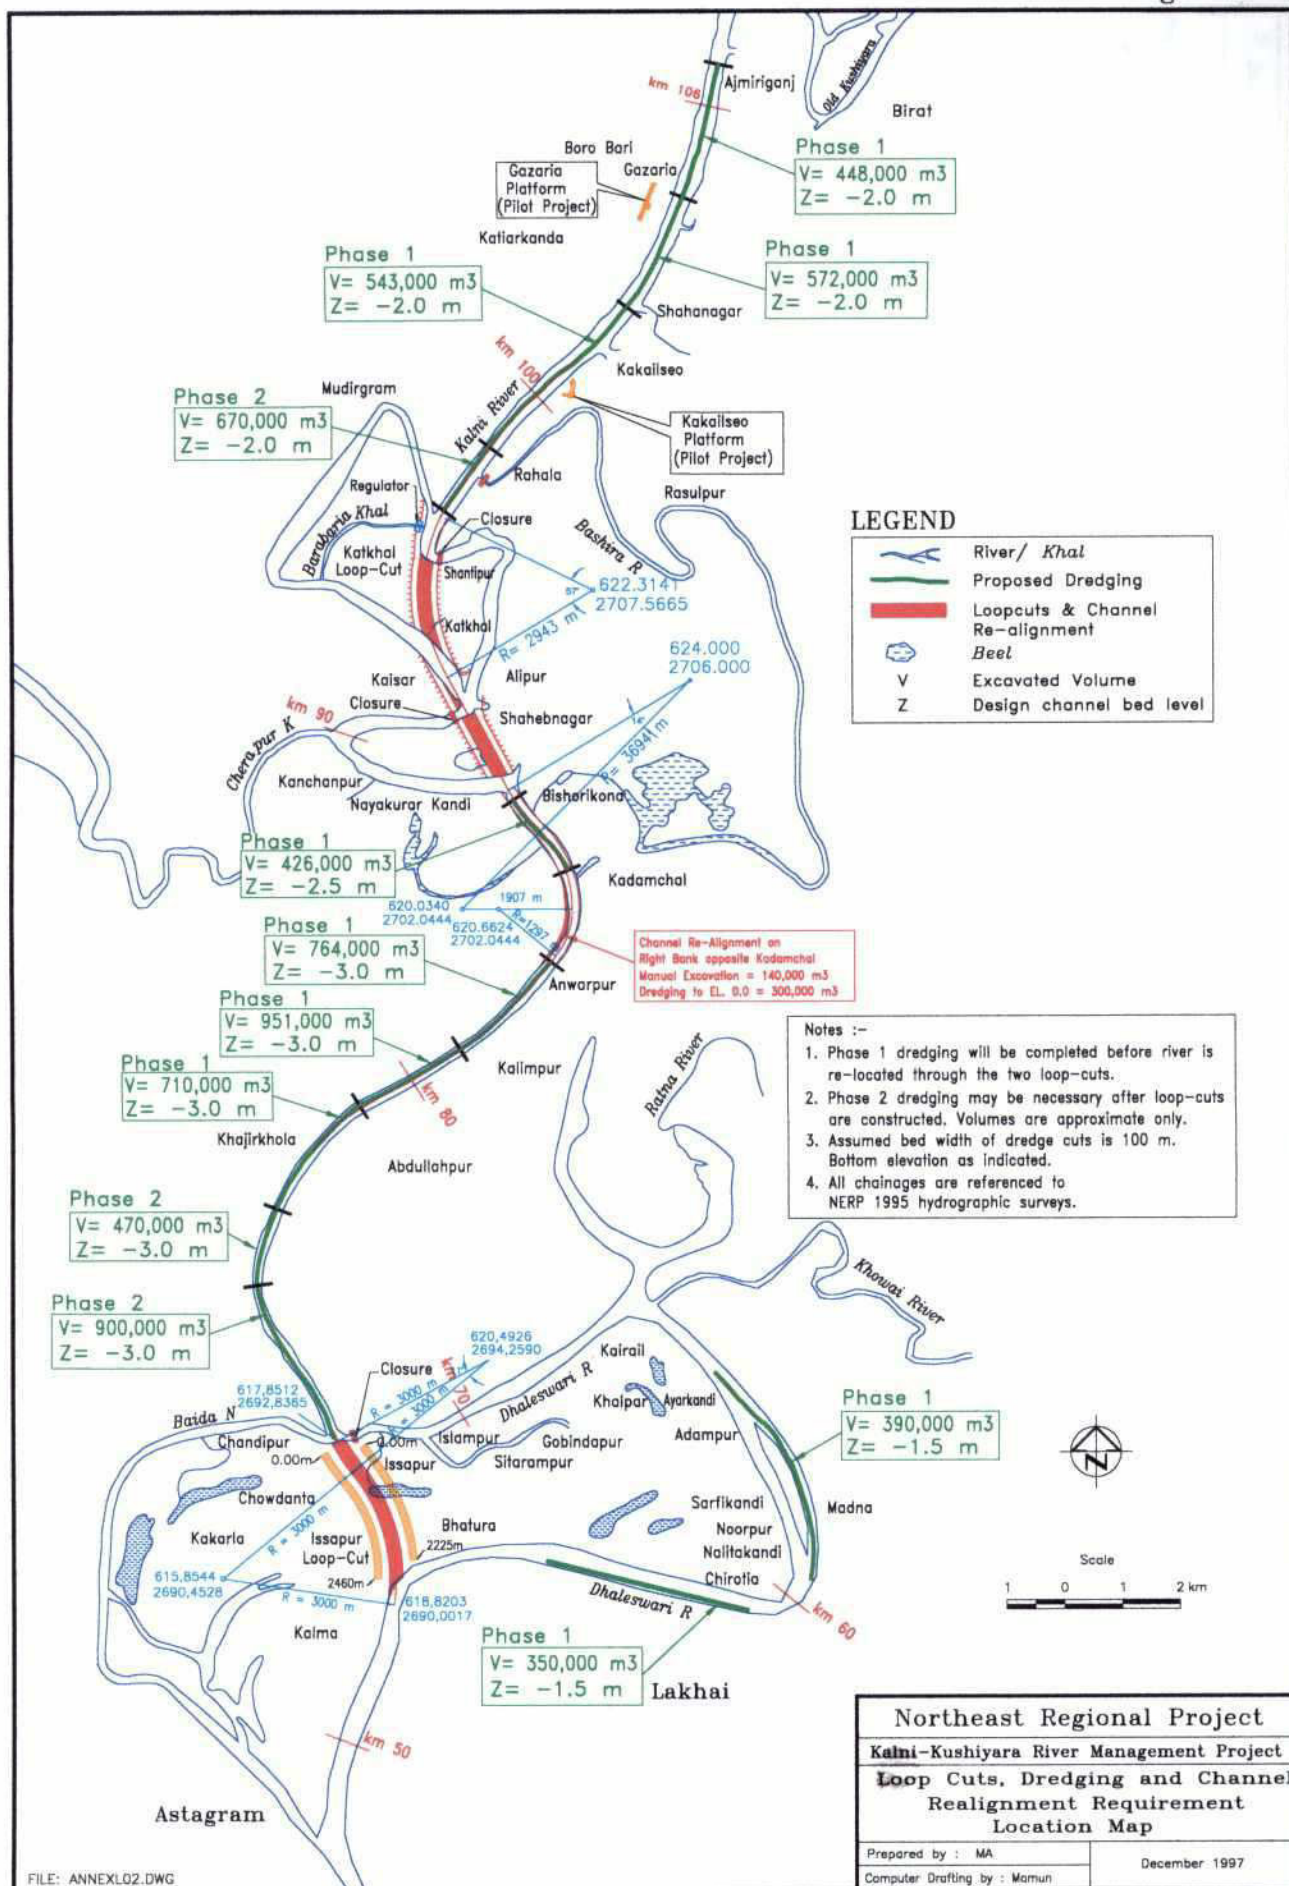 Ajmiriganj
km 106
Old Kushiyara
Birat
Boro Bari
Gazaria
Gazaria
Platform
(Pilot Project)
Katiarkanda
Phase 1
V= 448,000 m3
Z= -2.0 m
Phase 1
V= 543,000 m3
Z= -2.0 m
Phase 1
V= 572,000 m3
Z= -2.0 m
Shahanagar
km 100
Kakailseo
Mudirgram
Kalni River
Phase 2
V= 670,000 m3
Z= -2.0 m
Kakailseo
Platform
(Pilot Project)
Rahala
Regulator
Rasulpur
Closure
Barabaria Khal
Katkhal
Loop-Cut
Shantipur
Bashira R
57°
622.3141
2707.5665
R= 2943 m
Katkhal
LEGEND
River/ Khal
Proposed Dredging
Loopcuts & Channel
Re-alignment
Beel
V Excavated Volume
Z Design channel bed level
624.000
2706.000
Kaisar
Alipur
Closure
km 90
Shahebnagar
R= 3694 m
Cherapur K
Kanchanpur
Nayakurar Kandi
Bishorikona
Phase 1
V= 426,000 m3
Z= -2.5 m
Kadamchal
1907 m
620.0340
2702.0444
620.6624
2702.0444
R=1297
Phase 1
V= 764,000 m3
Z= -3.0 m
Channel Re-Alignment on
Right Bank opposite Kadamchal
Manual Excavation = 140,000 m3
Dredging to EL. 0.0 = 300,000 m3
Anwarpur
Phase 1
V= 951,000 m3
Z= -3.0 m
Phase 1
V= 710,000 m3
Z= -3.0 m
Kalimpur
km 80
Ratna River
Notes :-
1. Phase 1 dredging will be completed before river is
re-located through the two loop-cuts.
2. Phase 2 dredging may be necessary after loop-cuts
are constructed. Volumes are approximate only.
3. Assumed bed width of dredge cuts is 100 m.
Bottom elevation as indicated.
4. All chainages are referenced to
NERP 1995 hydrographic surveys.
Khajirkhola
Abdullahpur
Phase 2
V= 470,000 m3
Z= -3.0 m
Khowai River
Phase 2
V= 900,000 m3
Z= -3.0 m
620,4926
2694,2590
Kairail
Closure
km 70
R = 3000 m
R = 3000 m
617,8512
2692,8365
Dhaleswari R
Khalpar
Ayarkandi
Phase 1
V= 390,000 m3
Z= -1.5 m
Baida N
Chandipur
0.00m
0.00m
Islampur
Gobindapur
Adampur
Issapur
Sitarampur
Chowdanta
Sarfikandi
Madna
Kakarla
R = 3000 m
Issapur
Loop-Cut
Bhatura
Noorpur
2225m
Nalitakandi
2460m
Chirotia
615,8544
2690,4528
R = 3000 m
618,8203
2690,0017
Dhaleswari R
km 60
Scale
1 0 1 2 km
N
Kalma
Phase 1
V= 350,000 m3
Z= -1.5 m
Lakhai
km 50
Astagram
Northeast Regional Project
Kalni-Kushiyara River Management Project
Loop Cuts, Dredging and Channel
Realignment Requirement
Location Map
Prepared by : MA
December 1997
Computer Drafting by : Mamun
FILE: ANNEXL02.DWG